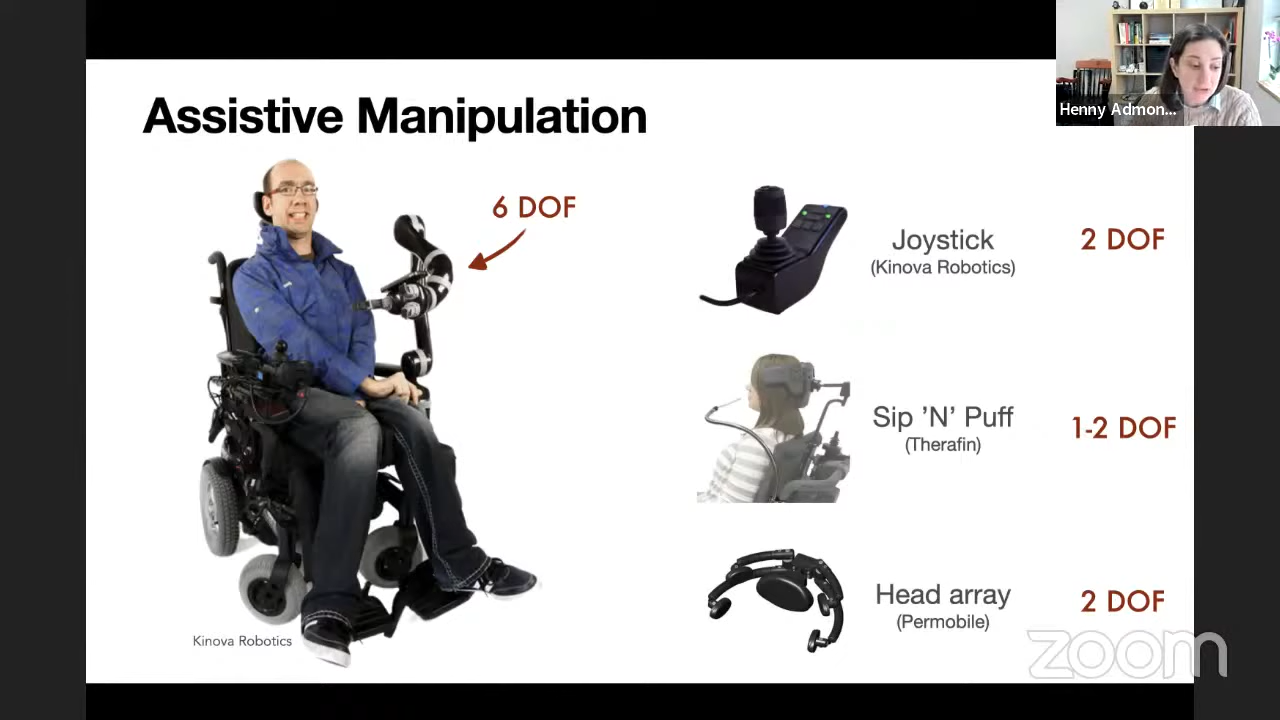 Assistive Manipulation
Henny Admon...
6 DOF
Joystick
(Kinova Robotics)
2 DOF
Sip 'N' Puff
(Therafin)
1-2 DOF
Head array
(Permobile)
2 DOF
Kinova Robotics
zoom